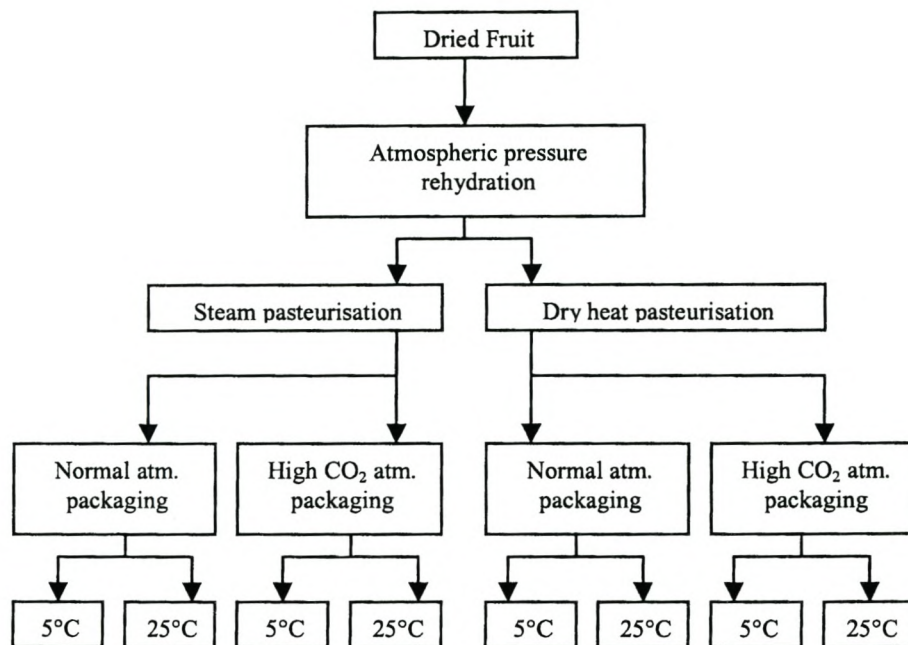 Dried Fruit
Atmospheric pressure
rehydration
Steam pasteurisation
Dry heat pasteurisation
Normal atm.
packaging
High CO₂ atm.
packaging
Normal atm.
packaging
High CO₂ atm.
packaging
5°C
25°C
5°C
25°C
5°C
25°C
5°C
25°C